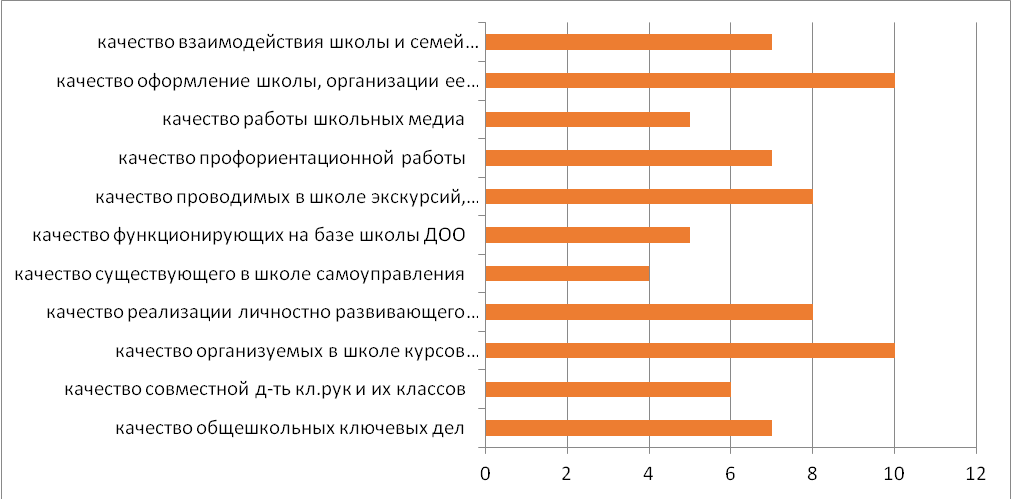 качество взаимодействия школы и семей...
качество оформление школы, организации ее...
качество работы школьных медиа
качество профориентационной работы
качество проводимых в школе экскурсий,...
качество функционирующих на базе школы ДОО
качество существующего в школе самоуправления
качество реализации личностно развивающего...
качество организуемых в школе курсов...
качество совместной д-ть кл.рук и их классов
качество общешкольных ключевых дел
0 2 4 6 8 10 12